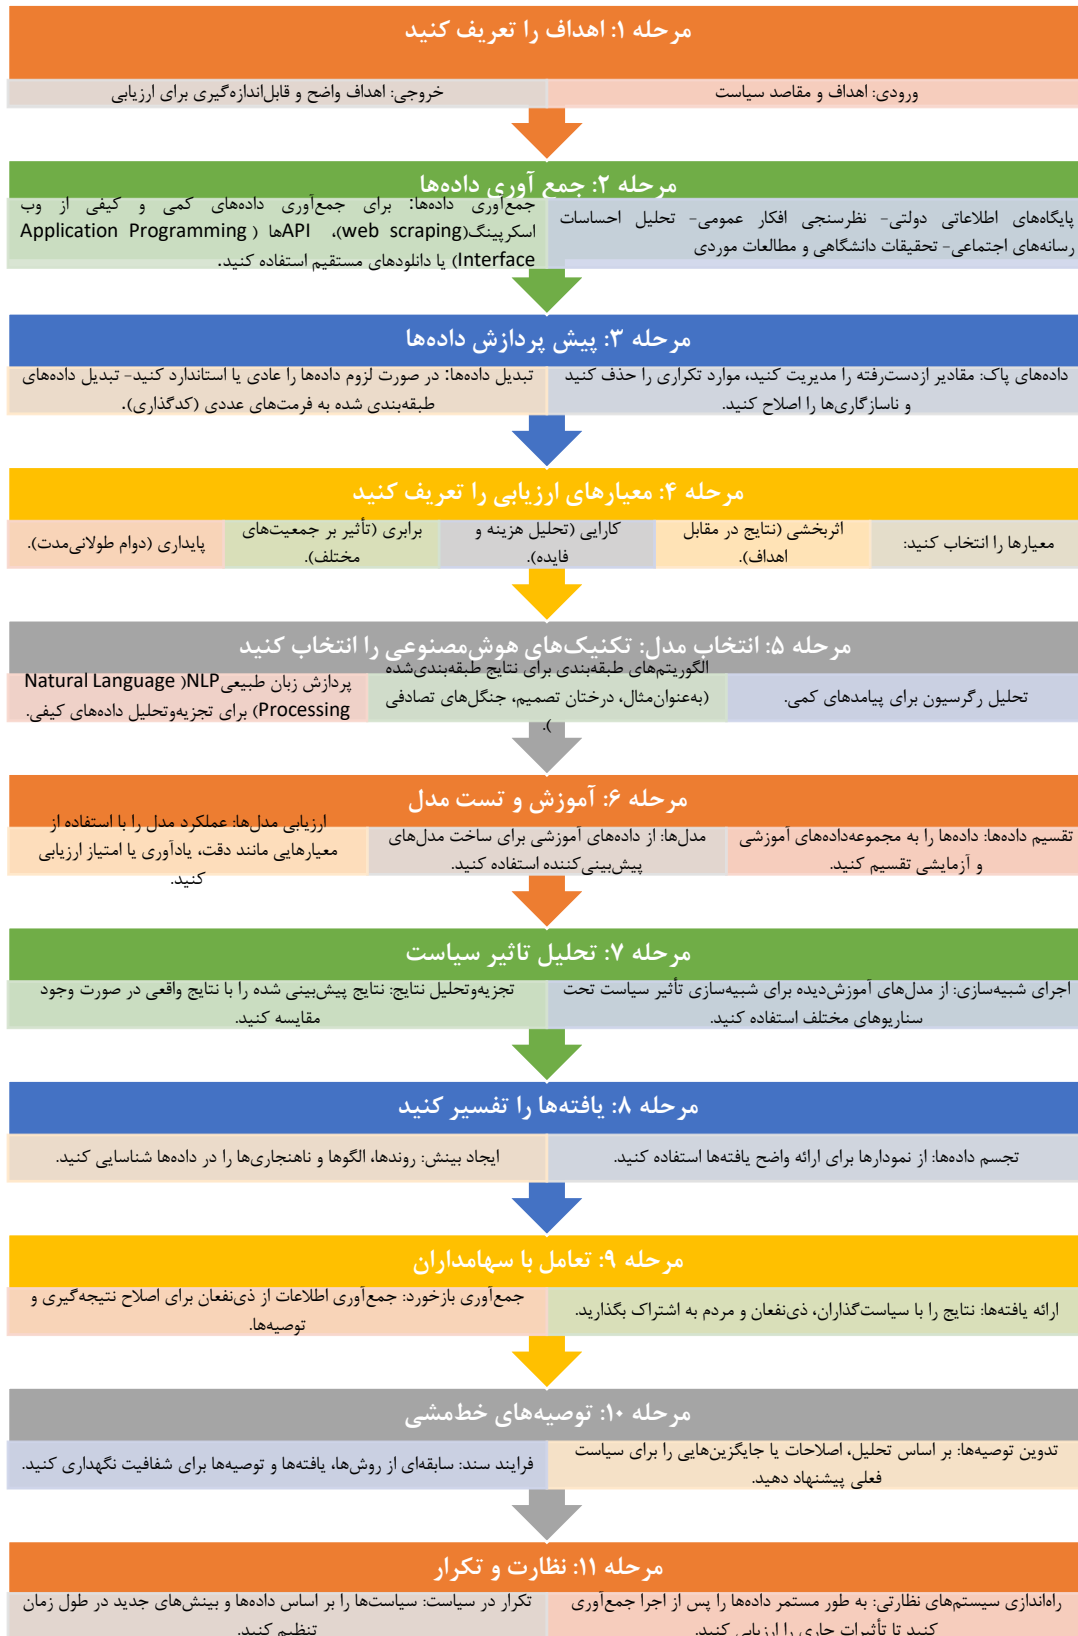 مرحله ۱: اهداف را تعریف کنید
ورودی: اهداف و مقاصد سیاست
خروجی: اهداف واضح و قابل‌اندازه‌گیری برای ارزیابی
مرحله ۲: جمع آوری داده‌ها
پایگاه‌های اطلاعاتی دولتی- نظرسنجی افکار عمومی- تحلیل احساسات
رسانه‌های اجتماعی- تحقیقات دانشگاهی و مطالعات موردی
جمع‌آوری داده‌ها: برای جمع‌آوری داده‌های کمی و کیفی از وب
اسکرپینگ(web scraping)، APIها (Application Programming
Interface) یا دانلودهای مستقیم استفاده کنید.
مرحله ۳: پیش پردازش داده‌ها
داده‌های پاک: مقادیر ازدست‌رفته را مدیریت کنید، موارد تکراری را حذف کنید
و ناسازگاری‌ها را اصلاح کنید.
تبدیل داده‌ها: در صورت لزوم داده‌ها را عادی یا استاندارد کنید- تبدیل داده‌های
طبقه‌بندی شده به فرمت‌های عددی (کدگذاری).
مرحله ۴: معیارهای ارزیابی را تعریف کنید
معیارها را انتخاب کنید:
اثربخشی (نتایج در مقابل
اهداف).
کارایی (تحلیل هزینه و
فایده).
برابری (تأثیر بر جمعیت‌های
مختلف).
پایداری (دوام طولانی‌مدت).
مرحله ۵: انتخاب مدل: تکنیک‌های هوش‌مصنوعی را انتخاب کنید
تحلیل رگرسیون برای پیامدهای کمی.
الگوریتم‌های طبقه‌بندی برای نتایج طبقه‌بندی‌شده
(به‌عنوان‌مثال، درختان تصمیم، جنگل‌های تصادفی
).
پردازش زبان طبیعیNLP( Natural Language
Processing) برای تجزیه‌وتحلیل داده‌های کیفی.
مرحله ۶: آموزش و تست مدل
تقسیم داده‌ها: داده‌ها را به مجموعه‌داده‌های آموزشی
و آزمایشی تقسیم کنید.
مدل‌ها: از داده‌های آموزشی برای ساخت مدل‌های
پیش‌بینی‌کننده استفاده کنید.
ارزیابی مدل‌ها: عملکرد مدل را با استفاده از
معیارهایی مانند دقت، یادآوری یا امتیاز ارزیابی
کنید.
مرحله ۷: تحلیل تاثیر سیاست
اجرای شبیه‌سازی: از مدل‌های آموزش‌دیده برای شبیه‌سازی تأثیر سیاست تحت
سناریوهای مختلف استفاده کنید.
تجزیه‌وتحلیل نتایج: نتایج پیش‌بینی شده را با نتایج واقعی در صورت وجود
مقایسه کنید.
مرحله ۸: یافته‌ها را تفسیر کنید
تجسم داده‌ها: از نمودارها برای ارائه واضح یافته‌ها استفاده کنید.
ایجاد بینش: روندها، الگوها و ناهنجاری‌ها را در داده‌ها شناسایی کنید.
مرحله ۹: تعامل با سهامداران
ارائه یافته‌ها: نتایج را با سیاست‌گذاران، ذی‌نفعان و مردم به اشتراک بگذارید.
جمع‌آوری بازخورد: جمع‌آوری اطلاعات از ذی‌نفعان برای اصلاح نتیجه‌گیری و
توصیه‌ها.
مرحله ۱۰: توصیه‌های خط‌مشی
تدوین توصیه‌ها: بر اساس تحلیل، اصلاحات یا جایگزین‌هایی را برای سیاست
فعلی پیشنهاد دهید.
فرایند سند: سابقه‌ای از روش‌ها، یافته‌ها و توصیه‌ها برای شفافیت نگهداری کنید.
مرحله ۱۱: نظارت و تکرار
راه‌اندازی سیستم‌های نظارتی: به طور مستمر داده‌ها را پس از اجرا جمع‌آوری
کنید تا تأثیرات جاری را ارزیابی کنید.
تکرار در سیاست: سیاست‌ها را بر اساس داده‌ها و بینش‌های جدید در طول زمان
تنظیم کنید.